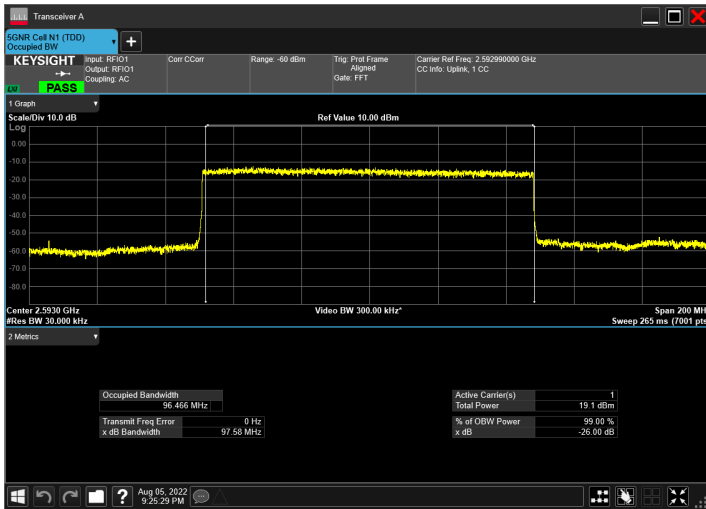 Transceiver A
5GNR Cell N1 (TDD)
Occupied BW
KEYSIGHT
LXI
PASS
Input: RFIO1
Output: RFIO1
Coupling: AC
Corr CCorr
Range: -60 dBm
Trig: Prot Frame
Aligned
Gate: FFT
Carrier Ref Freq: 2.592990000 GHz
CC Info: Uplink, 1 CC
1 Graph
Scale/Div 10.0 dB
Ref Value 10.00 dBm
Log
0.00
-10.0
-20.0
-30.0
-40.0
-50.0
-60.0
-70.0
-80.0
Center 2.5930 GHz
Video BW 300.00 kHz*
Span 200 MH
#Res BW 30.000 kHz
Sweep 265 ms (7001 pts
2 Metrics
Occupied Bandwidth
96.466 MHz
Transmit Freq Error 0 Hz
x dB Bandwidth 97.58 MHz
Active Carrier(s) 1
Total Power 19.1 dBm
% of OBW Power 99.00 %
x dB -26.00 dB
?
Aug 05, 2022
9:25:29 PM